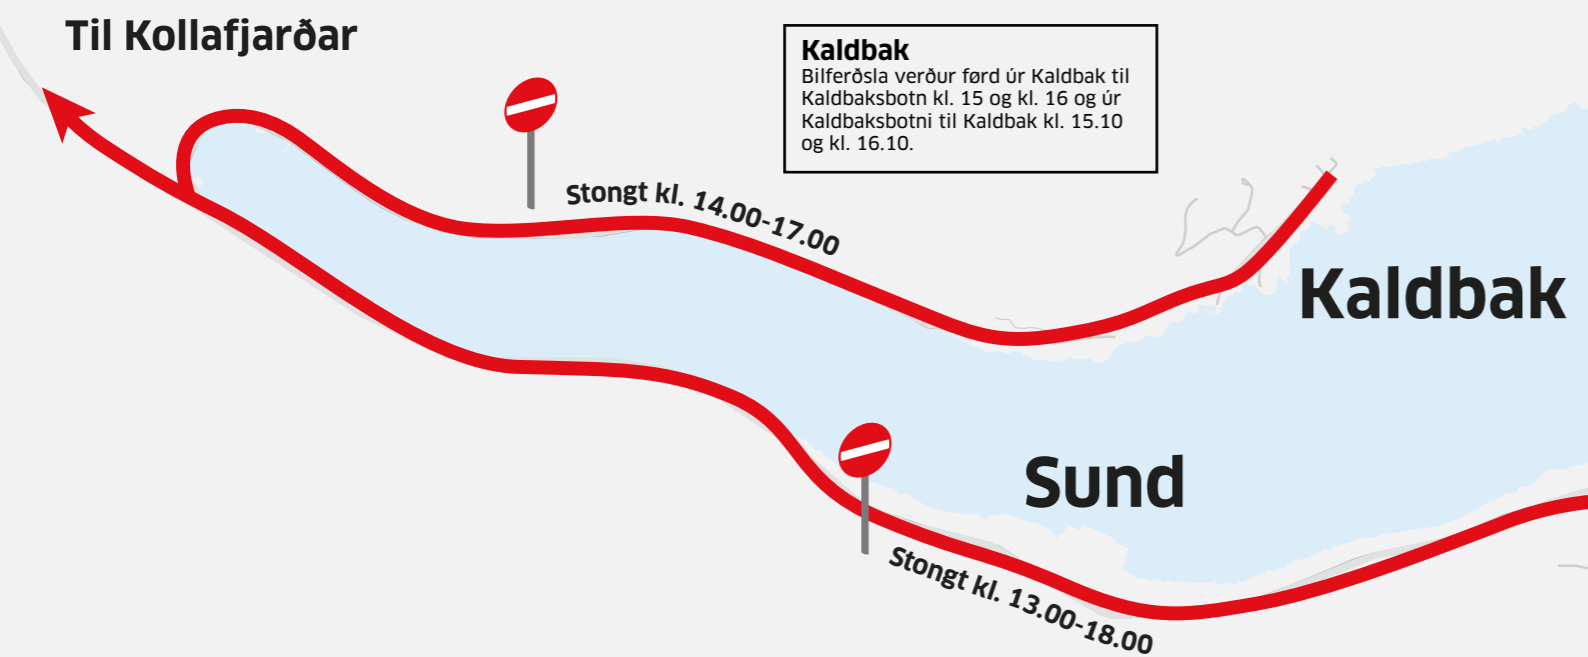 Til Kollafjarðar
Kaldbak
Bilferðsla verður førd úr Kaldbak til
Kaldbaksbotn kl. 15 og kl. 16 og úr
Kaldbaksbotni til Kaldbak kl. 15.10
og kl. 16.10.
Stongt kl. 14.00-17.00
Kaldbak
Sund
Stongt kl. 13.00-18.00